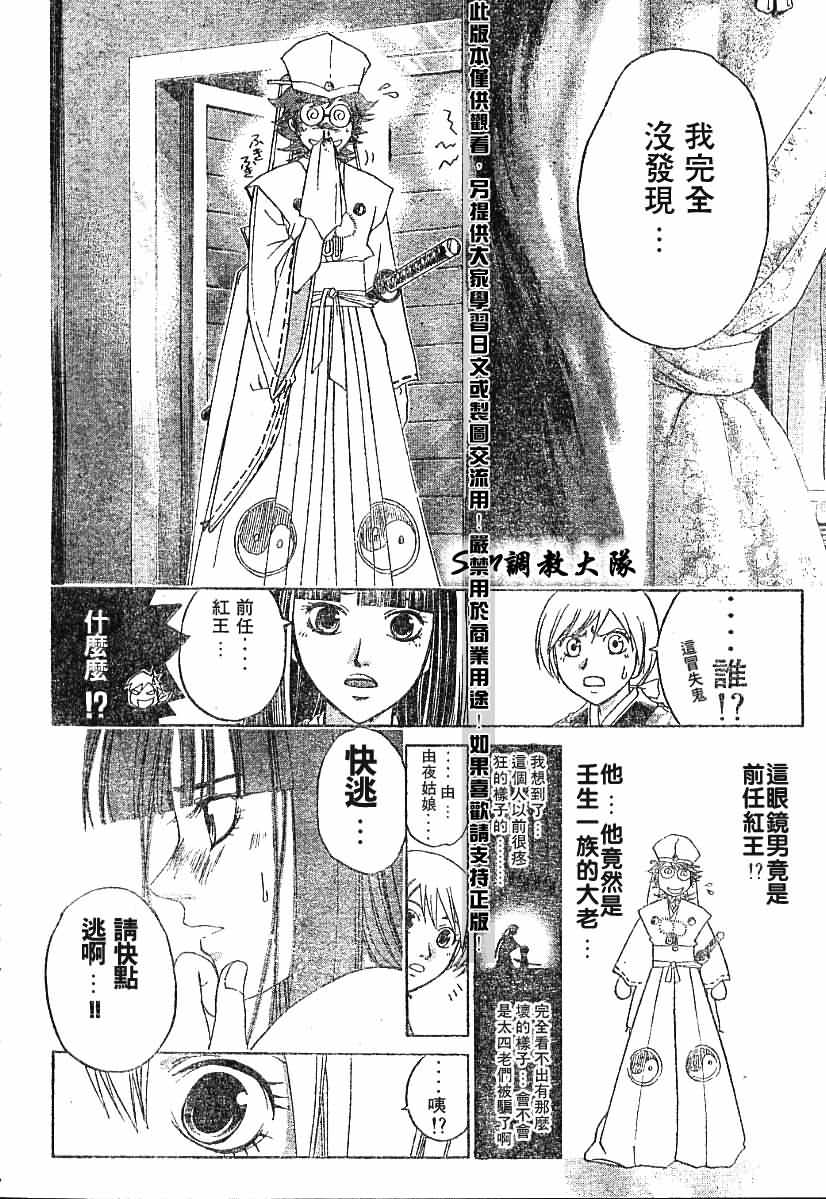 我完全
沒發現…
ふき
ふき
此版本僅供觀看，另提供大家學習日文或製圖交流用！嚴禁用於商業用途！如果喜歡請支持正版！
SM調教大隊
‥‥誰!?
這冒失鬼
前任‥‥
紅王…
什麼麼!?
這眼鏡男竟是
前任紅王!?
他…他竟然是
壬生一族的大老…
我想到了…
這個人以前很疼
狂的樣子的………
完全看不出有那麼
壞的樣子…會不會
是太四老們被騙了啊
‥‥由…
由夜姑娘‥‥
快逃…
請快點
逃啊…!!
‥‥咦!?